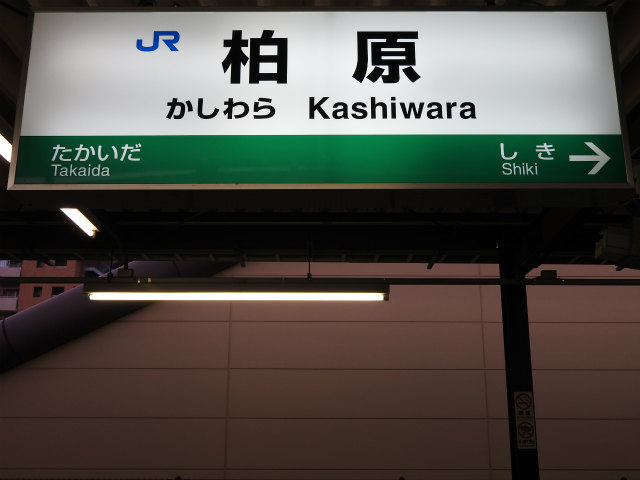 JR 柏原
かしわら Kashiwara
たかいだ しき
Takaida Shiki →